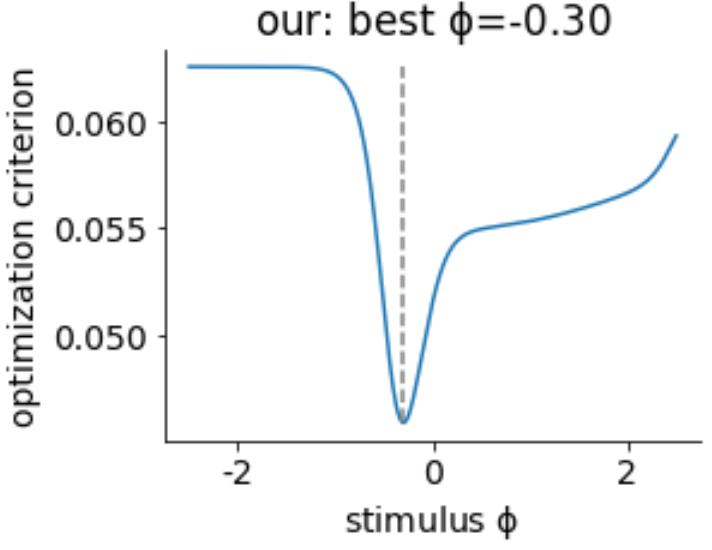 our: best ϕ=-0.30
optimization criterion
0.060
0.055
0.050
-2 0 2
stimulus ϕ